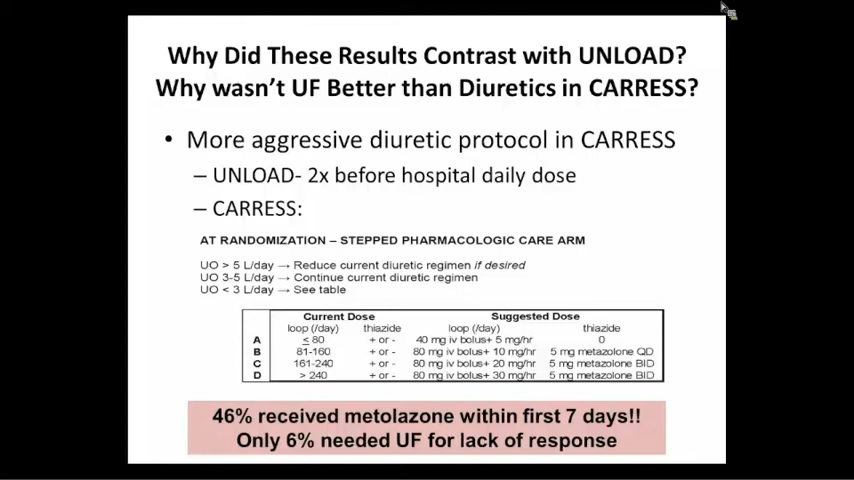 Why Did These Results Contrast with UNLOAD?
Why wasn't UF Better than Diuretics in CARRESS?
• More aggressive diuretic protocol in CARRESS
– UNLOAD- 2x before hospital daily dose
– CARRESS:
AT RANDOMIZATION – STEPPED PHARMACOLOGIC CARE ARM
UO > 5 L/day → Reduce current diuretic regimen if desired
UO 3-5 L/day → Continue current diuretic regimen
UO < 3 L/day → See table
Current Dose Suggested Dose
loop (/day) thiazide loop (/day) thiazide
A ≤ 80 + or - 40 mg iv bolus+ 5 mg/hr 0
B 81-160 + or - 80 mg iv bolus+ 10 mg/hr 5 mg metazolone QD
C 161-240 + or - 80 mg iv bolus+ 20 mg/hr 5 mg metazolone BID
D > 240 + or - 80 mg iv bolus+ 30 mg/hr 5 mg metazolone BID
46% received metolazone within first 7 days!!
Only 6% needed UF for lack of response